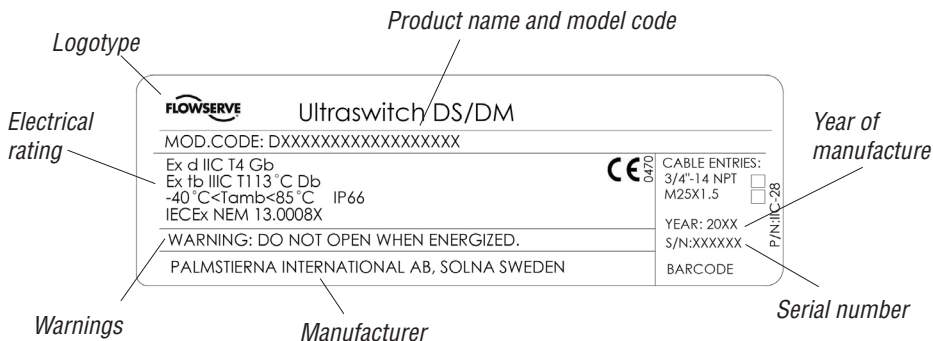 Product name and model code
Logotype
Electrical
rating
Year of
manufacture
FLOWSERVE
Ultraswitch DS/DM
MOD.CODE: DXXXXXXXXXXXXXXXXXX
Ex d IIC T4 Gb
Ex tb IIIC T113°C Db
-40°C<Tamb<85°C IP66
IECEx NEM 13.0008X
CE 0470
CABLE ENTRIES:
3/4"-14 NPT
M25X1.5
YEAR: 20XX
S/N:XXXXXX
P/N:IIC-28
WARNING: DO NOT OPEN WHEN ENERGIZED.
PALMSTIERNA INTERNATIONAL AB, SOLNA SWEDEN
BARCODE
Warnings
Manufacturer
Serial number